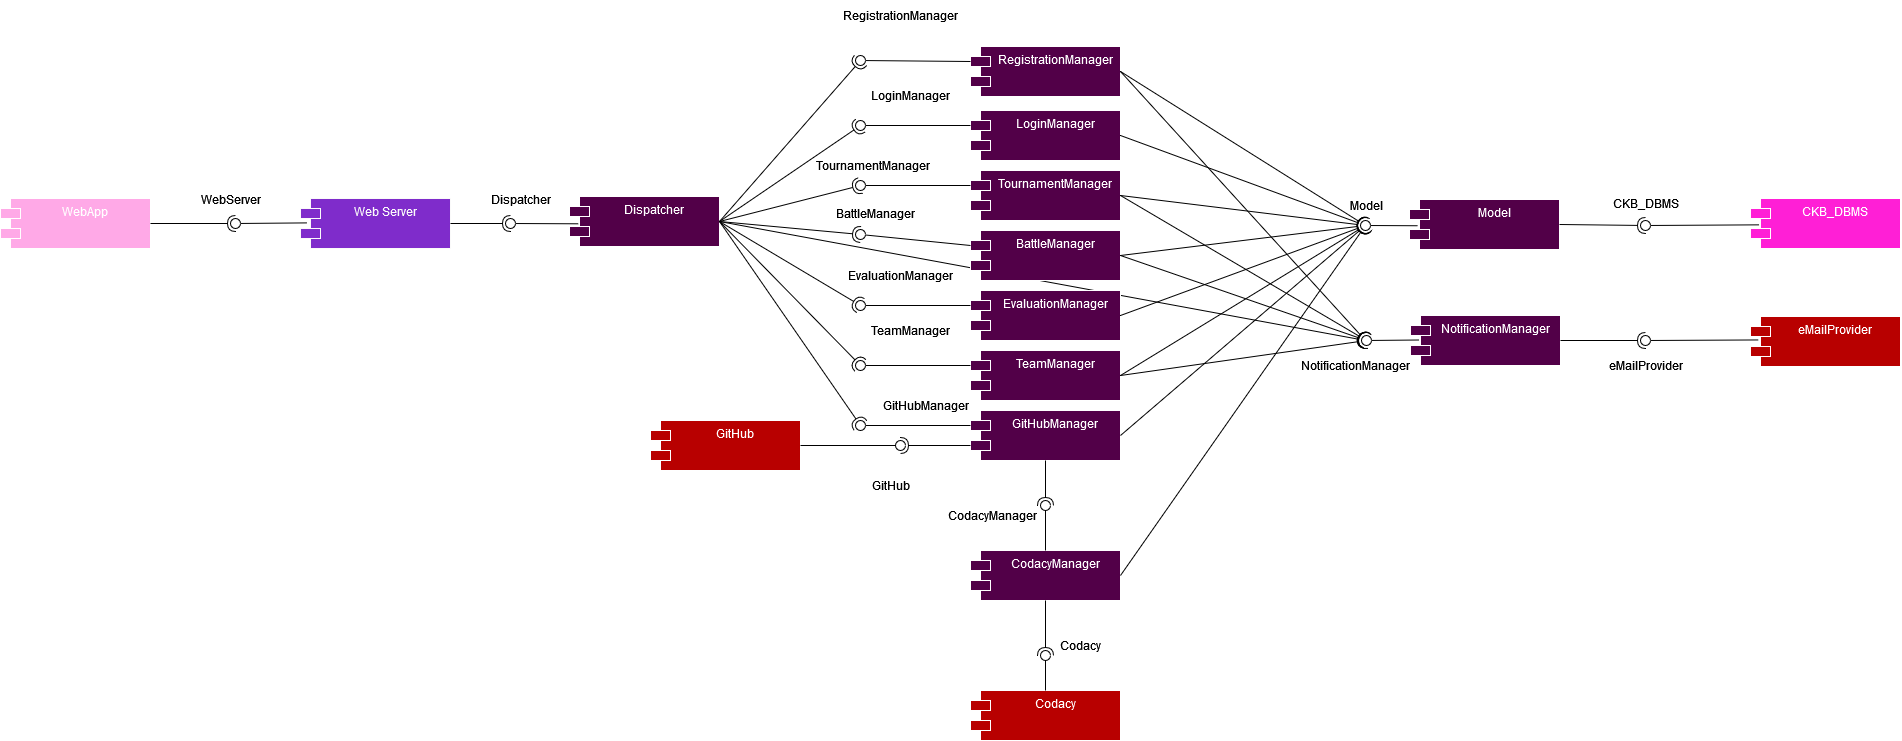 RegistrationManager
RegistrationManager
LoginManager
LoginManager
TournamentManager
TournamentManager
WebApp
WebServer
Web Server
Dispatcher
Dispatcher
BattleManager
BattleManager
Model
Model
CKB_DBMS
CKB_DBMS
EvaluationManager
EvaluationManager
TeamManager
TeamManager
NotificationManager
NotificationManager
eMailProvider
eMailProvider
GitHubManager
GitHubManager
GitHub
GitHub
CodacyManager
CodacyManager
Codacy
Codacy